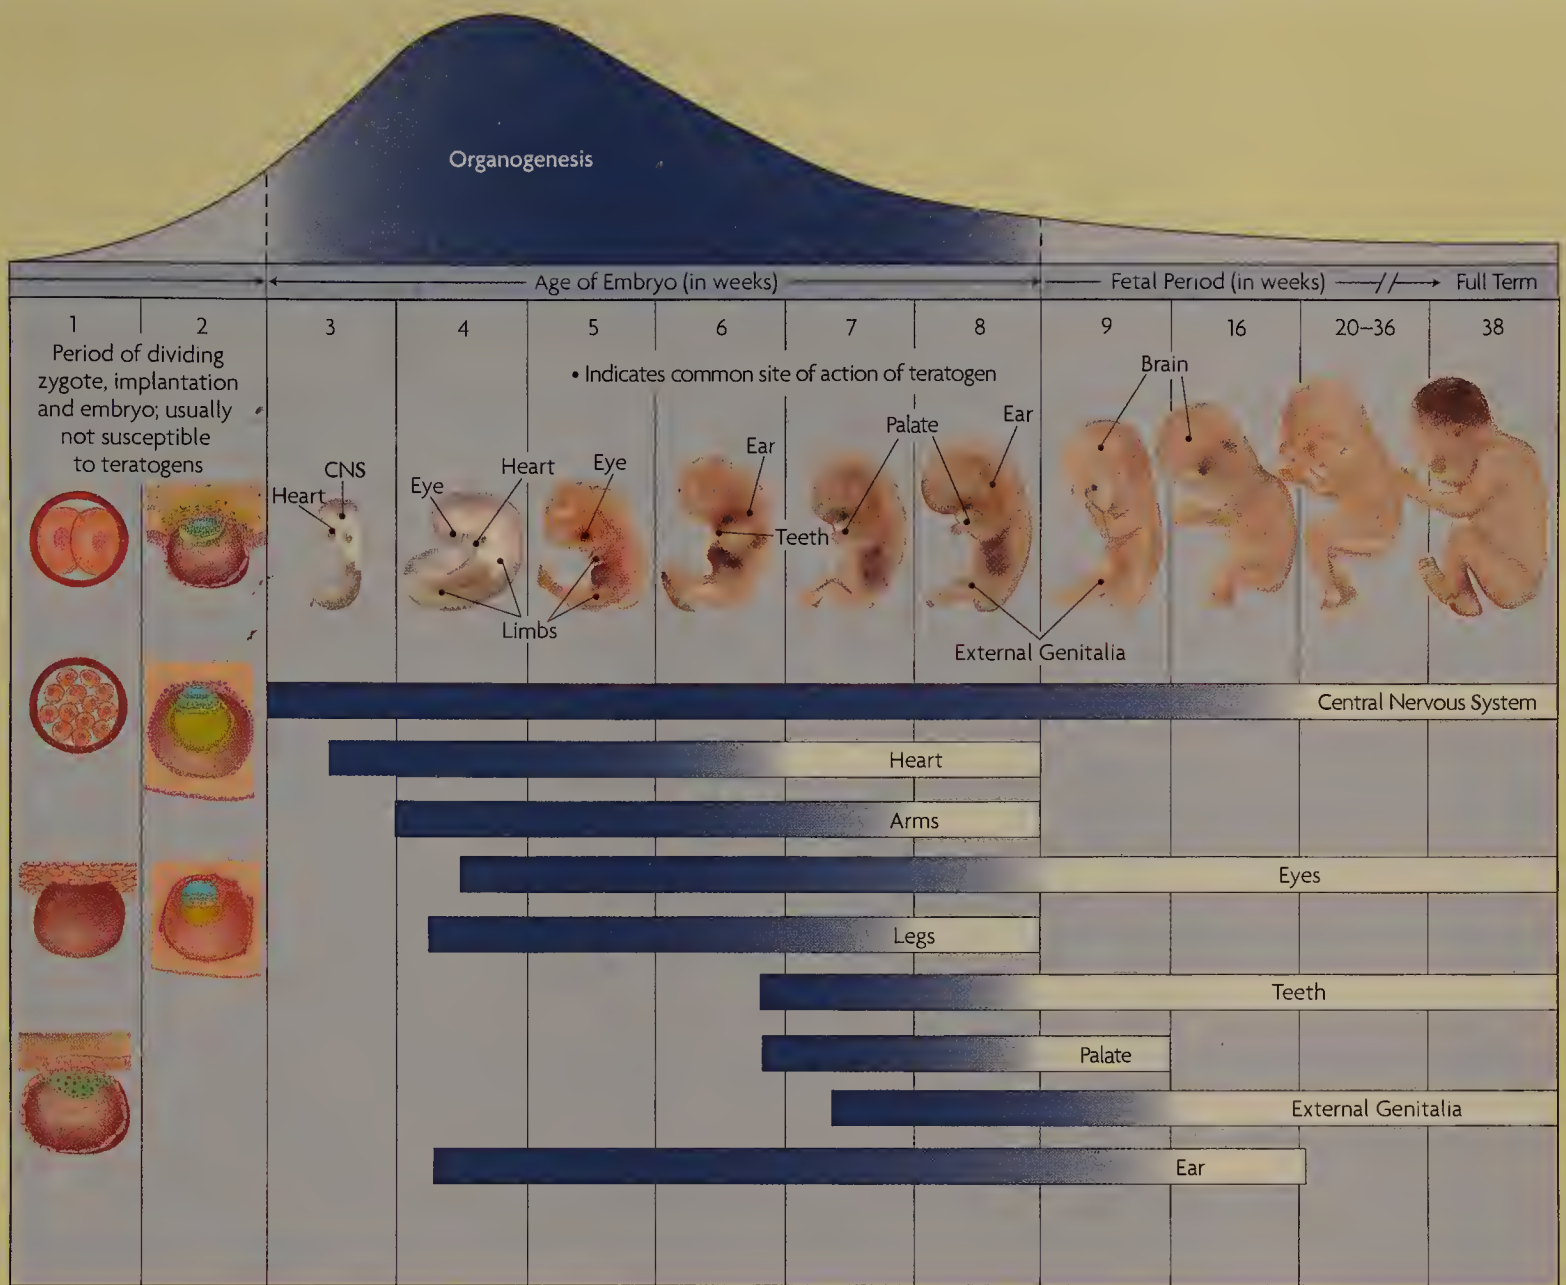 Organogenesis
Age of Embryo (in weeks)
Fetal Period (in weeks)
Full Term
1
2
3
4
5
6
7
8
9
16
20–36
38
Period of dividing
zygote, implantation
and embryo; usually
not susceptible
to teratogens
• Indicates common site of action of teratogen
Brain
Palate
Ear
Ear
CNS
Heart
Eye
Heart
Eye
Teeth
Limbs
External Genitalia
Central Nervous System
Heart
Arms
Eyes
Legs
Teeth
Palate
External Genitalia
Ear